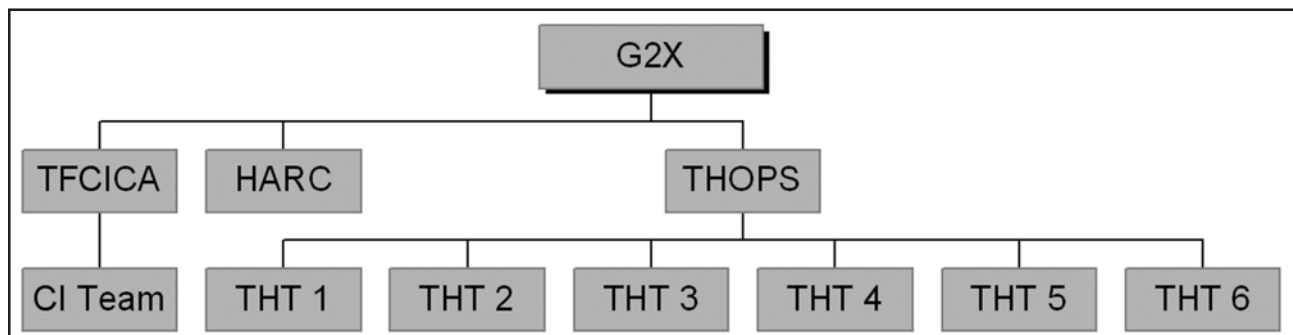 G2X
TFCICA HARC THOPS
CI Team THT 1 THT 2 THT 3 THT 4 THT 5 THT 6